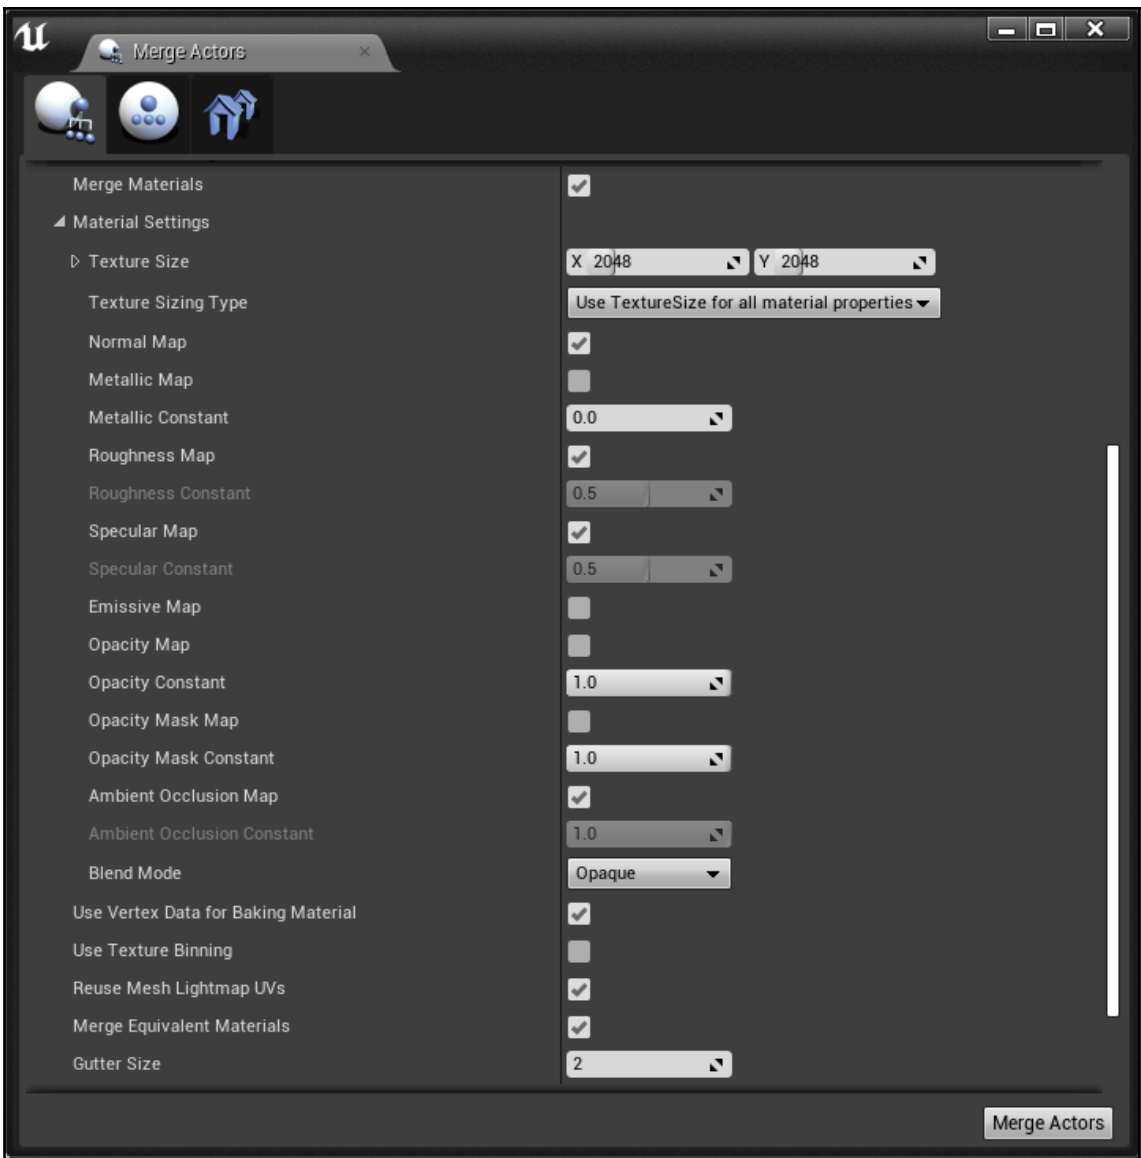 Merge Actors
Merge Materials
Material Settings
Texture Size X 2048 Y 2048
Texture Sizing Type Use TextureSize for all material properties
Normal Map
Metallic Map
Metallic Constant 0.0
Roughness Map
Roughness Constant 0.5
Specular Map
Specular Constant 0.5
Emissive Map
Opacity Map
Opacity Constant 1.0
Opacity Mask Map
Opacity Mask Constant 1.0
Ambient Occlusion Map
Ambient Occlusion Constant 1.0
Blend Mode Opaque
Use Vertex Data for Baking Material
Use Texture Binning
Reuse Mesh Lightmap UVs
Merge Equivalent Materials
Gutter Size 2
Merge Actors